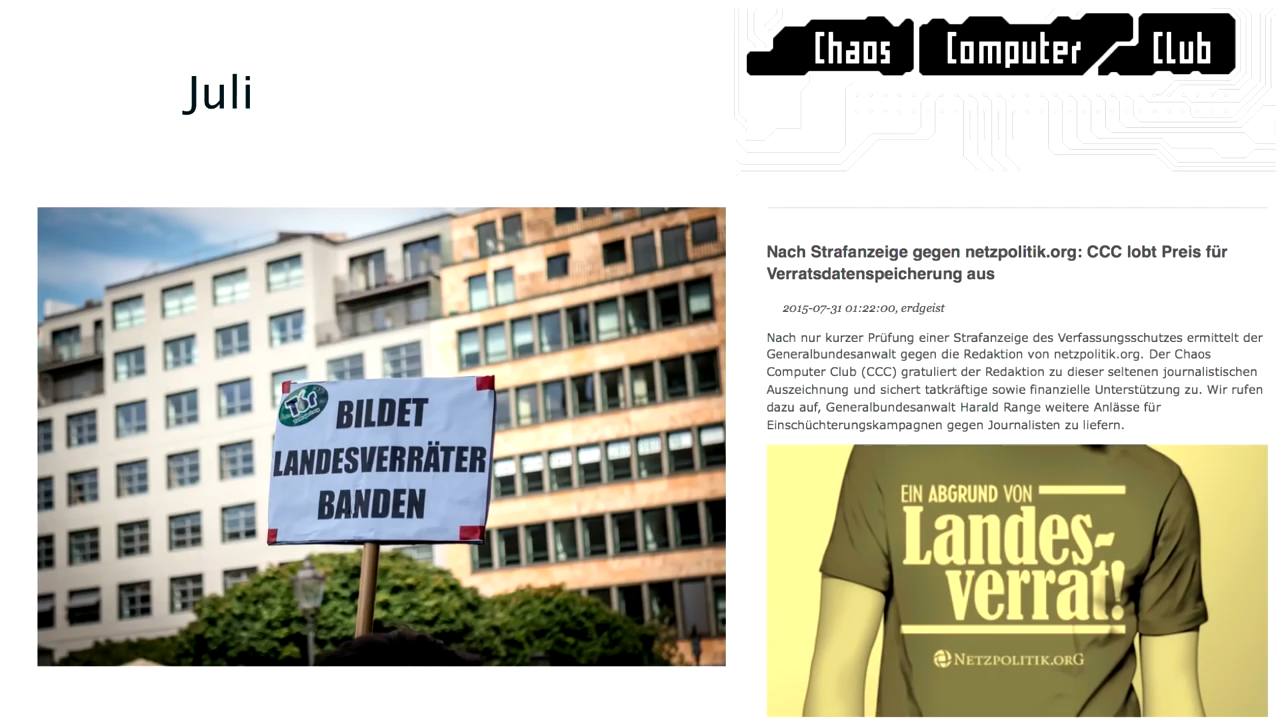 Chaos Computer Club
Juli
Tor
BILDET
LANDESVERRÄTER
BANDEN
Nach Strafanzeige gegen netzpolitik.org: CCC lobt Preis für
Verratsdatenspeicherung aus
2015-07-31 01:22:00, erdgeist
Nach nur kurzer Prüfung einer Strafanzeige des Verfassungsschutzes ermittelt der
Generalbundesanwalt gegen die Redaktion von netzpolitik.org. Der Chaos
Computer Club (CCC) gratuliert der Redaktion zu dieser seltenen journalistischen
Auszeichnung und sichert tatkräftige sowie finanzielle Unterstützung zu. Wir rufen
dazu auf, Generalbundesanwalt Harald Range weitere Anlässe für
Einschüchterungskampagnen gegen Journalisten zu liefern.
EIN ABGRUND VON
Landes-
verrat!
NETZPOLITIK.ORG